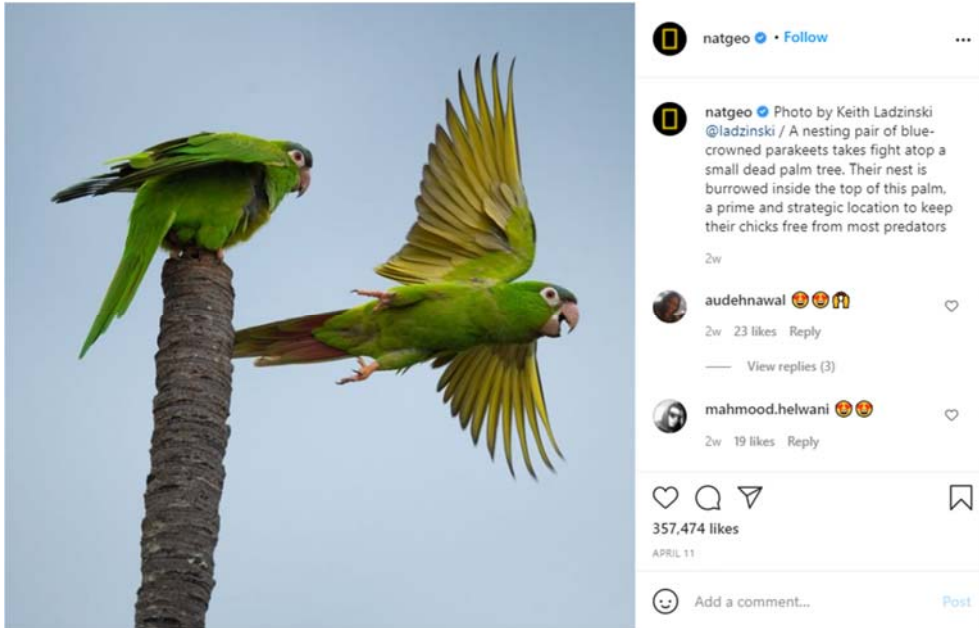 natgeo • Follow
natgeo Photo by Keith Ladzinski
@ladzinski / A nesting pair of blue-
crowned parakeets takes fight atop a
small dead palm tree. Their nest is
burrowed inside the top of this palm,
a prime and strategic location to keep
their chicks free from most predators
2w
audehnawal 😍😍🙌
2w 23 likes Reply
View replies (3)
mahmood.helwani 😍😍
2w 19 likes Reply
357,474 likes
APRIL 11
Add a comment...
Post